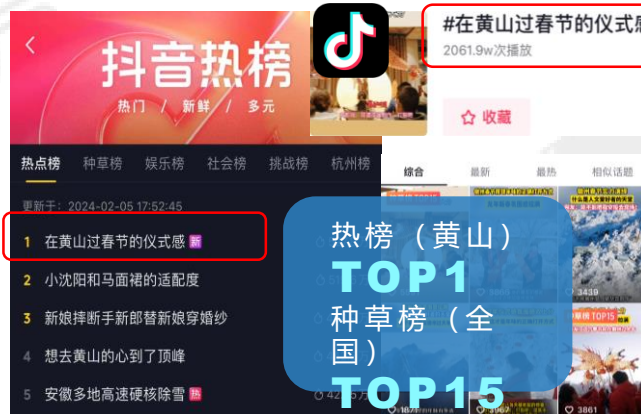 抖音热榜
热门 / 新鲜 / 多元
热点榜 种草榜 娱乐榜 社会榜 挑战榜 杭州榜
更新于：2024-02-05 17:52:45
1 在黄山过春节的仪式感 新
2 小沈阳和马面裙的适配度
3 新娘摔断手新郎替新娘穿婚纱
4 想去黄山的心到了顶峰
5 安徽多地高速硬核除雪 热
#在黄山过春节的仪式感
2061.9w次播放
收藏
综合 最新 最热 相似话题
3439
TOP15
3861
热榜（黄山）
TOP1
种草榜（全
国）
TOP15